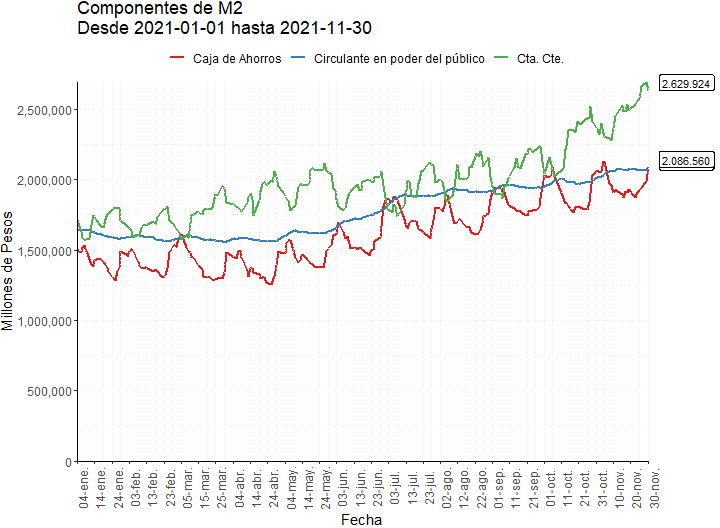 Componentes de M2
Desde 2021-01-01 hasta 2021-11-30
Caja de Ahorros Circulante en poder del público Cta. Cte.
2.629.924
2.086.560
2,500,000
2,000,000
1,500,000
1,000,000
500,000
0
Millones de Pesos
04-ene.
14-ene.
24-ene.
03-feb.
13-feb.
23-feb.
05-mar.
15-mar.
25-mar.
04-abr.
14-abr.
24-abr.
04-may.
14-may.
24-may.
03-jun.
13-jun.
23-jun.
03-jul.
13-jul.
23-jul.
02-ago.
12-ago.
22-ago.
01-sep.
11-sep.
21-sep.
01-oct.
11-oct.
21-oct.
31-oct.
10-nov.
20-nov.
30-nov.
Fecha